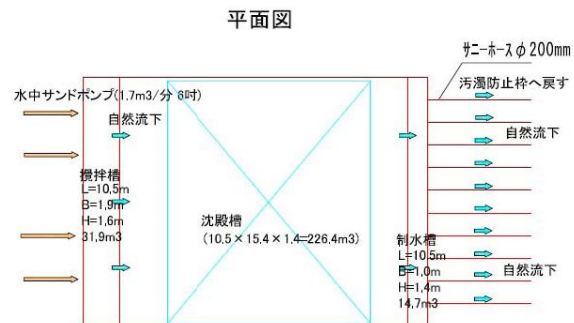 平面図
サニーホースφ200mm
水中サンドポンプ(1.7m3/分 6吋)
汚濁防止枠へ戻す
自然流下
自然流下
攪拌槽
L=10,5m
B=1,9m
H=1,6m
31,9m3
沈殿槽
(10.5×15.4×1.4=226.4m3)
制水槽
L=10.5m
B=1,0m
H=1,4m
14,7m3
自然流下